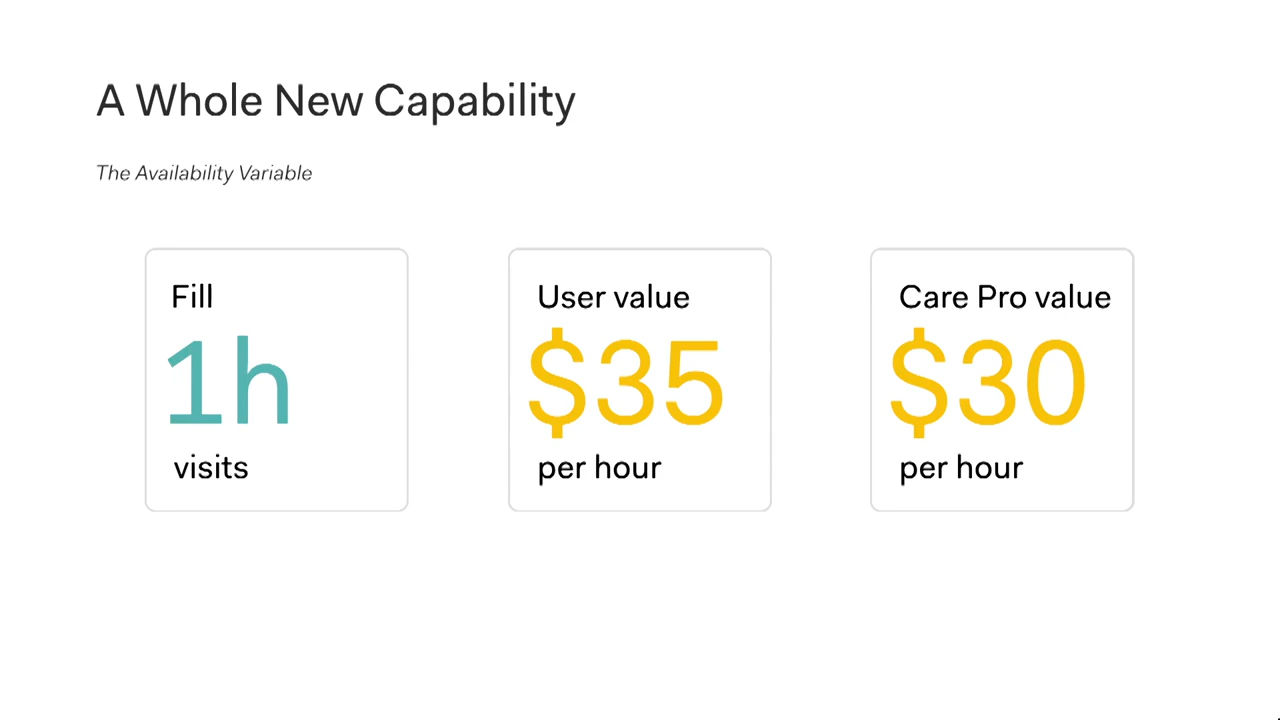 A Whole New Capability
The Availability Variable
Fill
1h
visits
User value
$35
per hour
Care Pro value
$30
per hour